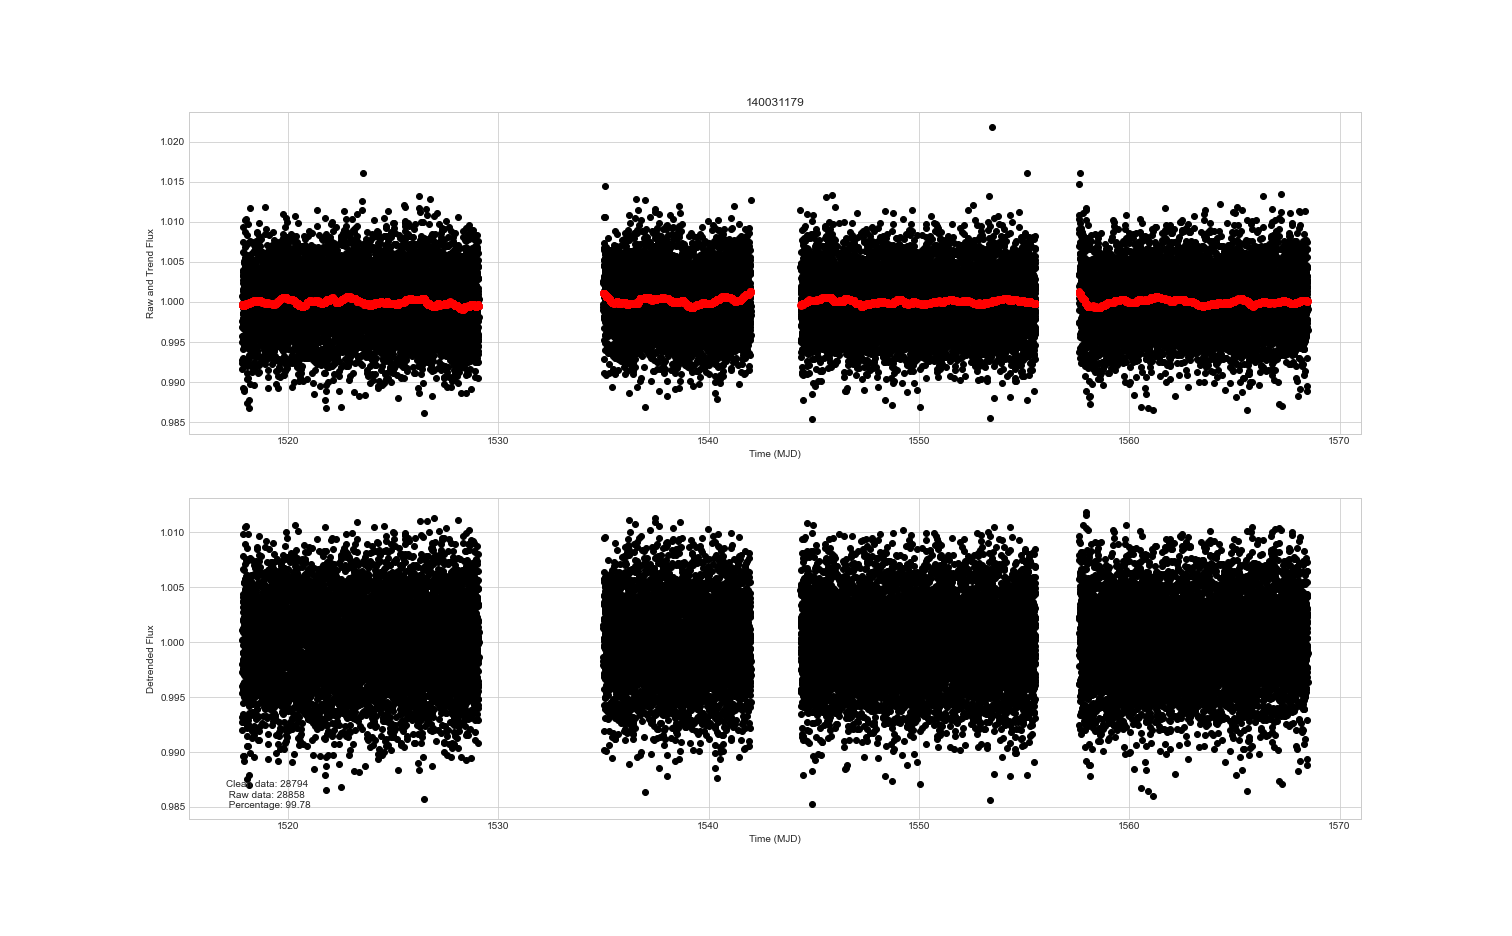 140031179
Raw and Trend Flux
1.020
1.015
1.010
1.005
1.000
0.995
0.990
0.985
1520 1530 1540 1550 1560 1570
Time (MJD)
Detrended Flux
1.010
1.005
1.000
0.995
0.990
0.985
Clean data: 28794
Raw data: 28858
Percentage: 99.78
1520 1530 1540 1550 1560 1570
Time (MJD)